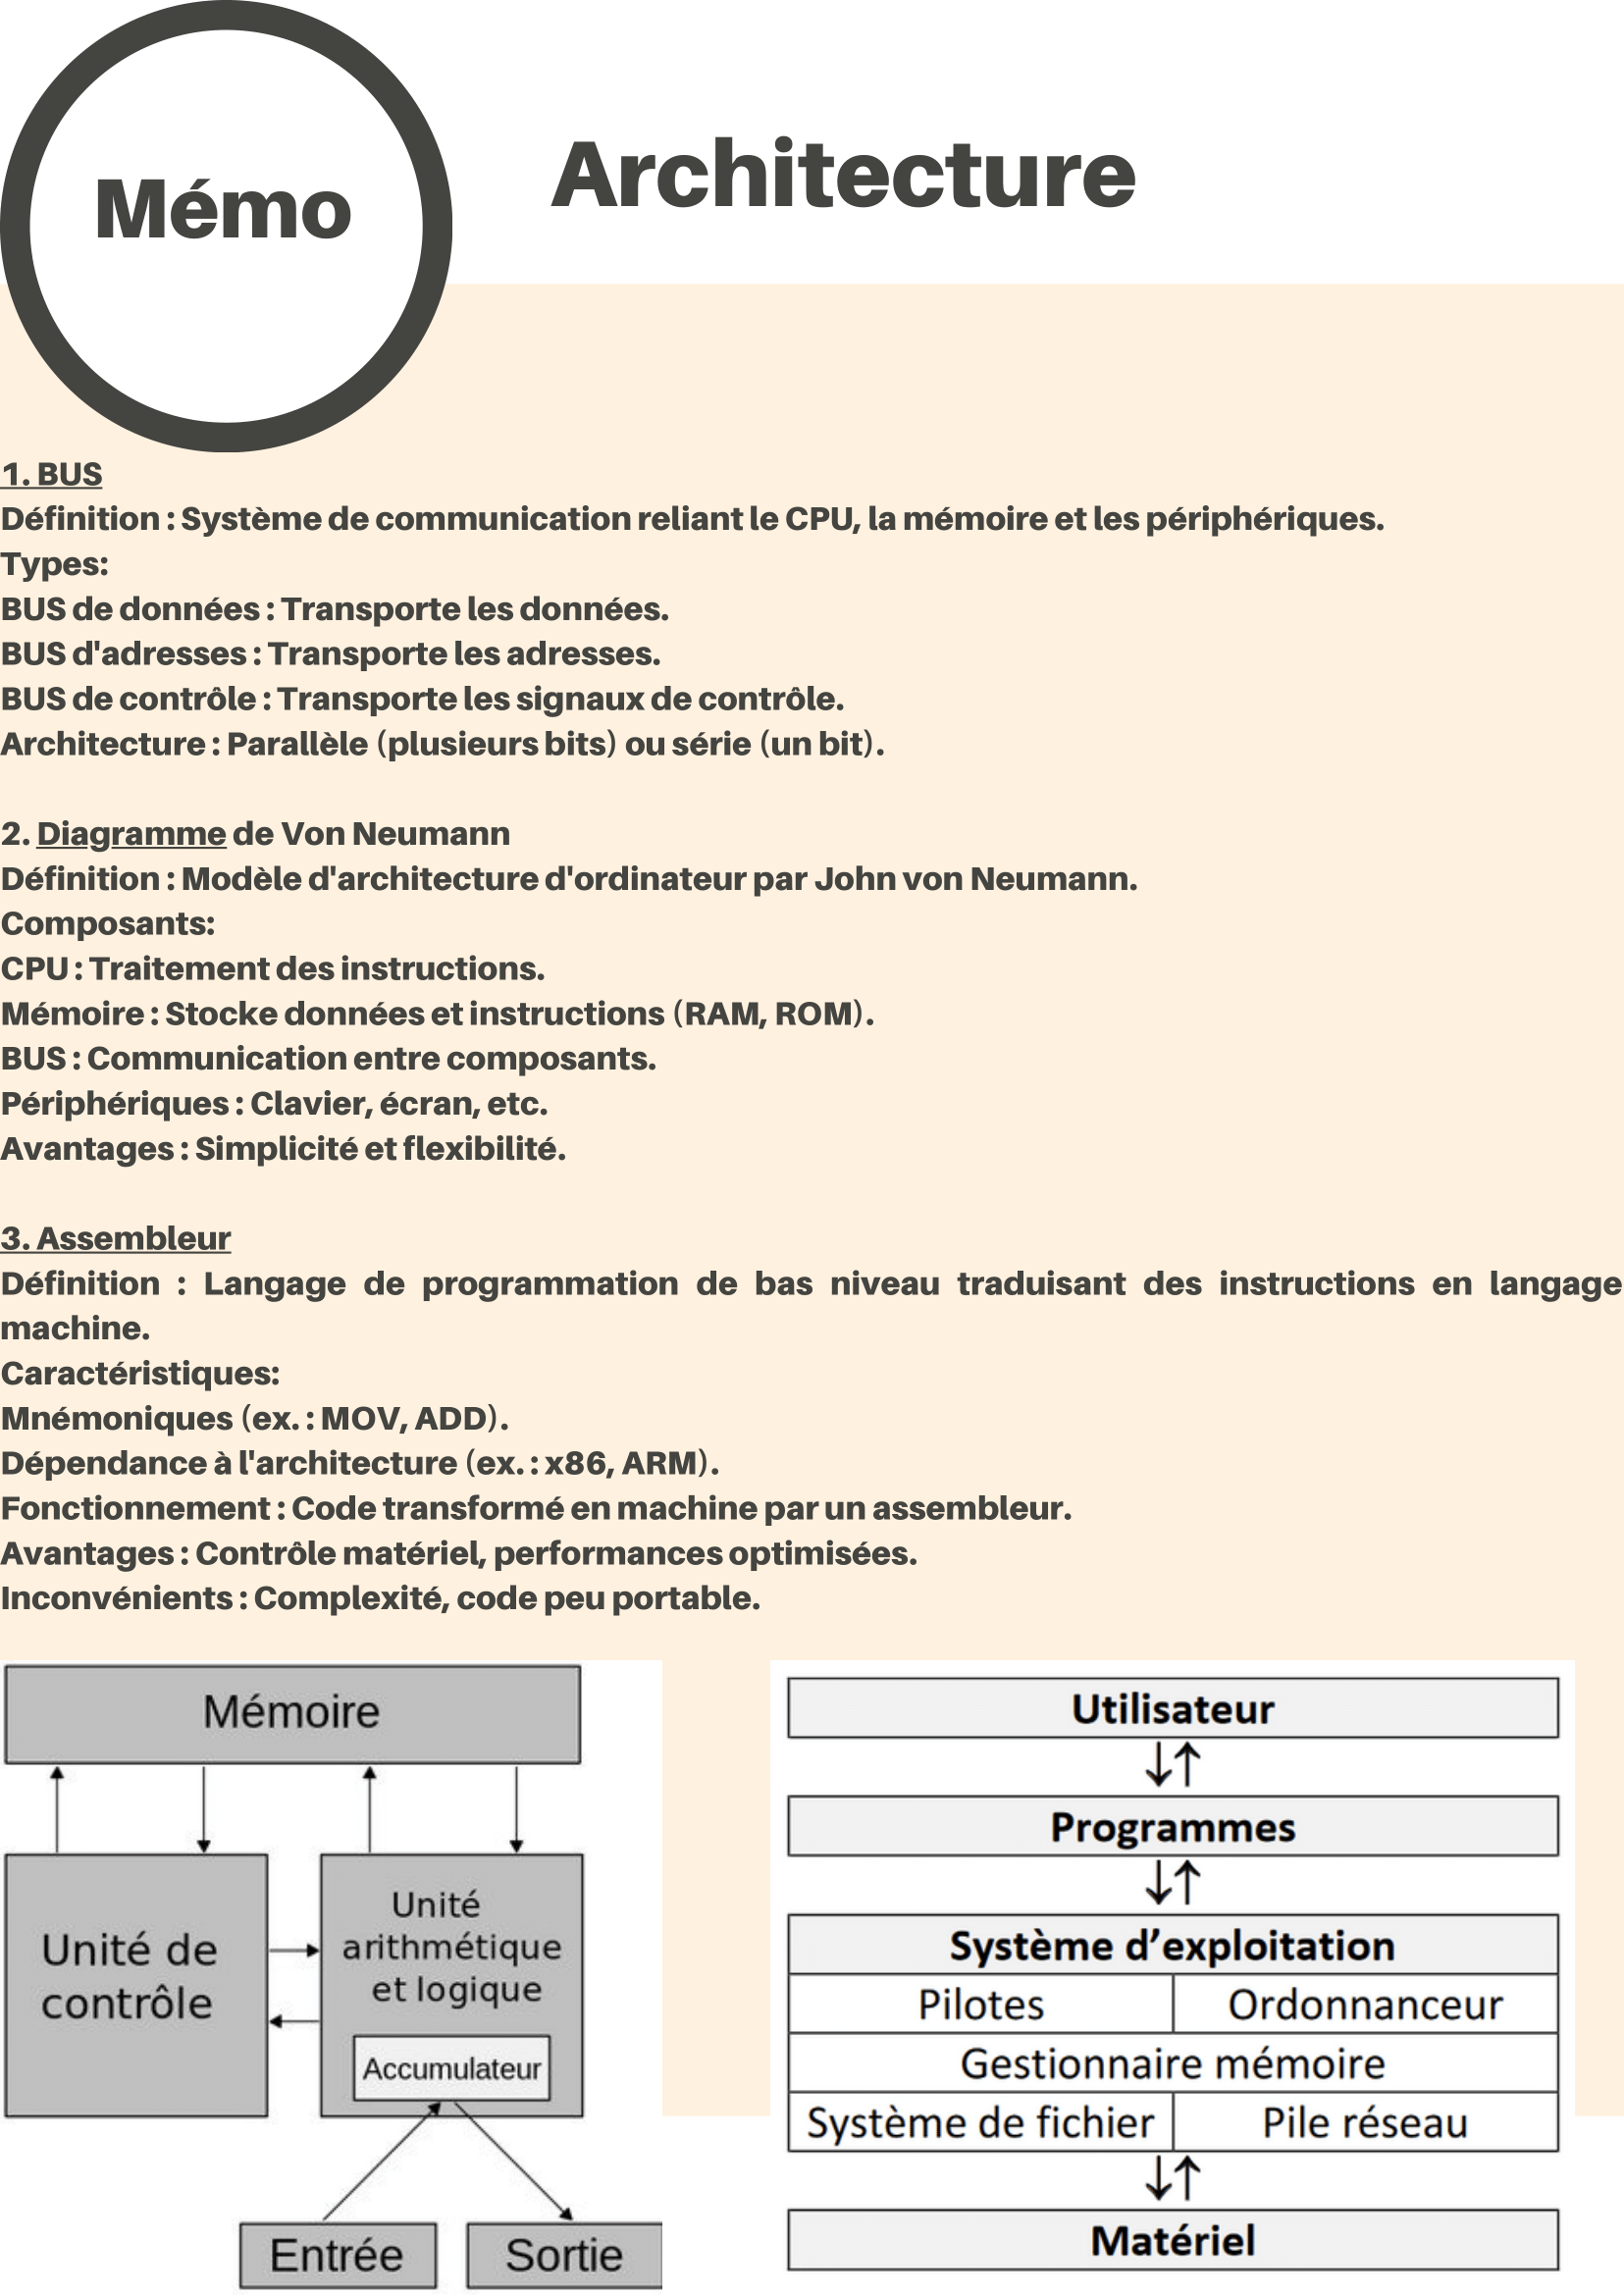 Mémo
Architecture
1. BUS
Définition : Système de communication reliant le CPU, la mémoire et les périphériques.
Types:
BUS de données : Transporte les données.
BUS d'adresses : Transporte les adresses.
BUS de contrôle : Transporte les signaux de contrôle.
Architecture : Parallèle (plusieurs bits) ou série (un bit).
2. Diagramme de Von Neumann
Définition : Modèle d'architecture d'ordinateur par John von Neumann.
Composants:
CPU : Traitement des instructions.
Mémoire : Stocke données et instructions (RAM, ROM).
BUS : Communication entre composants.
Périphériques : Clavier, écran, etc.
Avantages : Simplicité et flexibilité.
3. Assembleur
Définition : Langage de programmation de bas niveau traduisant des instructions en langage
machine.
Caractéristiques:
Mnémoniques (ex. : MOV, ADD).
Dépendance à l'architecture (ex. : x86, ARM).
Fonctionnement : Code transformé en machine par un assembleur.
Avantages : Contrôle matériel, performances optimisées.
Inconvénients : Complexité, code peu portable.
Mémoire
Unité de
contrôle
Unité
arithmétique
et logique
Accumulateur
Entrée
Sortie
Utilisateur
Programmes
Système d’exploitation
Pilotes
Ordonnanceur
Gestionnaire mémoire
Système de fichier
Pile réseau
Matériel